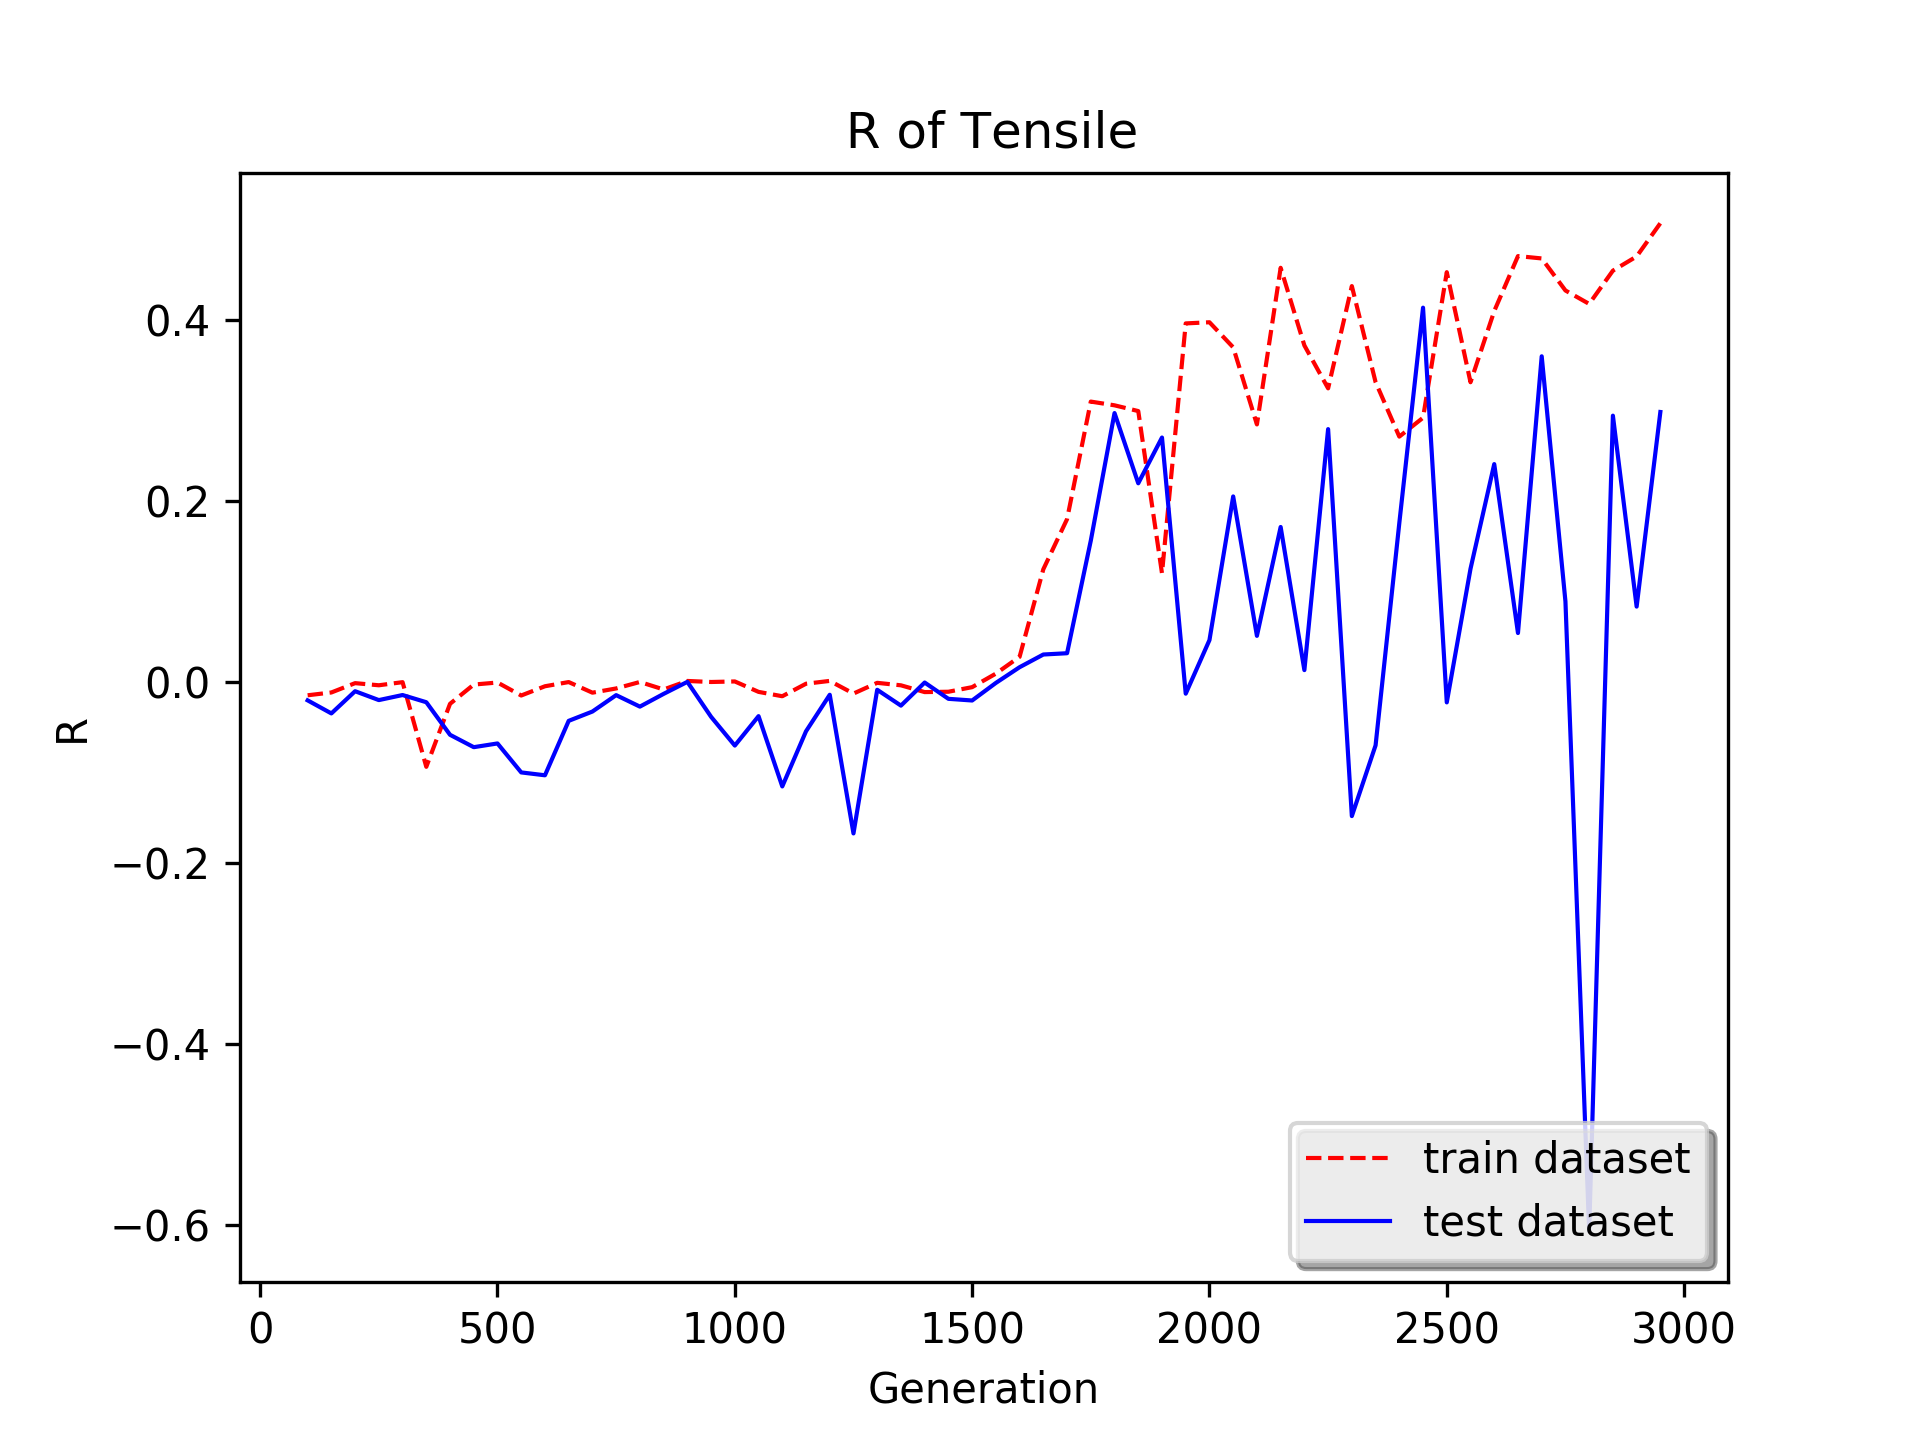 R of Tensile
R
0.4
0.2
0.0
−0.2
−0.4
−0.6
train dataset
test dataset
0 500 1000 1500 2000 2500 3000
Generation